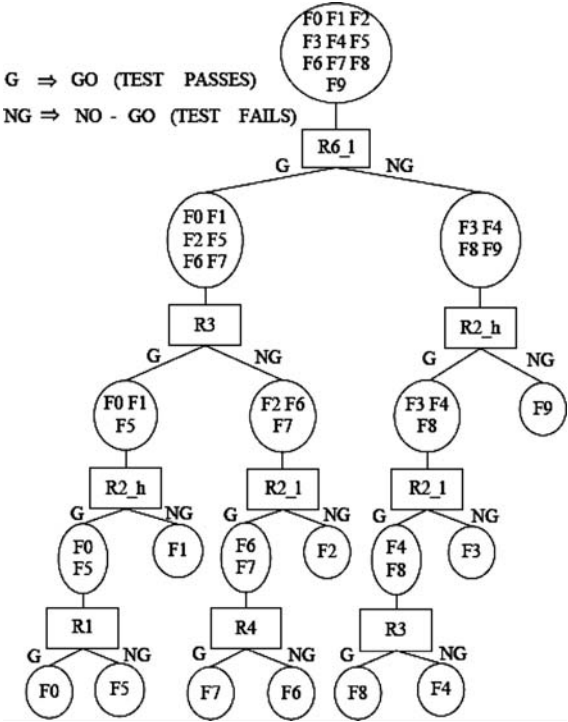 F0 F1 F2
F3 F4 F5
F6 F7 F8
F9
G ⇒ GO (TEST PASSES)
NG ⇒ NO - GO (TEST FAILS)
R6_1
G NG
F0 F1
F2 F5
F6 F7
F3 F4
F8 F9
R3
R2_h
G NG
G NG
F0 F1
F5
F2 F6
F7
F3 F4
F8
F9
R2_h
R2_1
R2_1
G NG
G NG
G NG
F0
F5
F1
F6
F7
F2
F4
F8
F3
R1
R4
R3
G NG
G NG
G NG
F0
F5
F7
F6
F8
F4